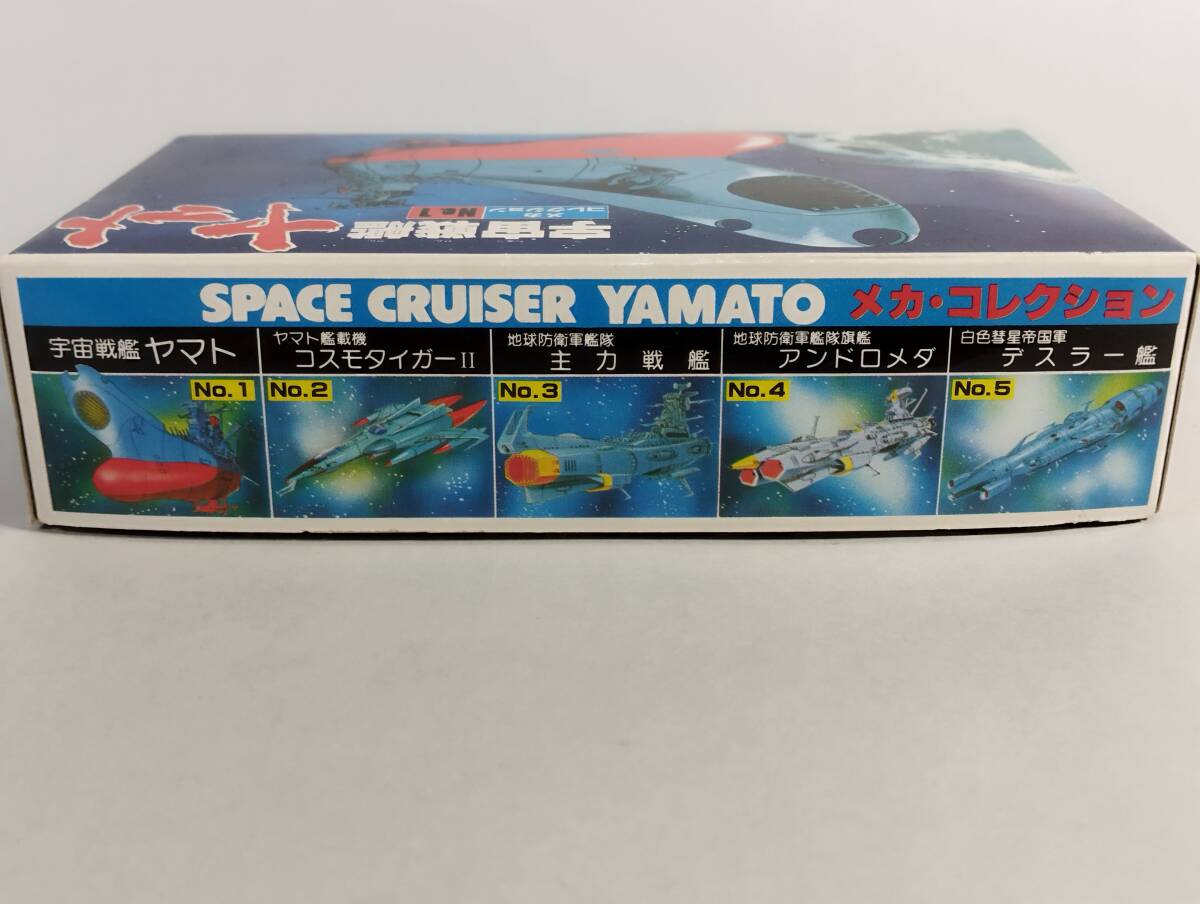 宇宙戦艦
ヤマト
メカ
コレクション
No.1
SPACE CRUISER YAMATO メカ・コレクション
宇宙戦艦 ヤマト
No.1
ヤマト艦載機
コスモタイガーII
No.2
地球防衛軍艦隊
主力戦艦
No.3
地球防衛軍艦隊旗艦
アンドロメダ
No.4
白色彗星帝国軍
デスラー艦
No.5